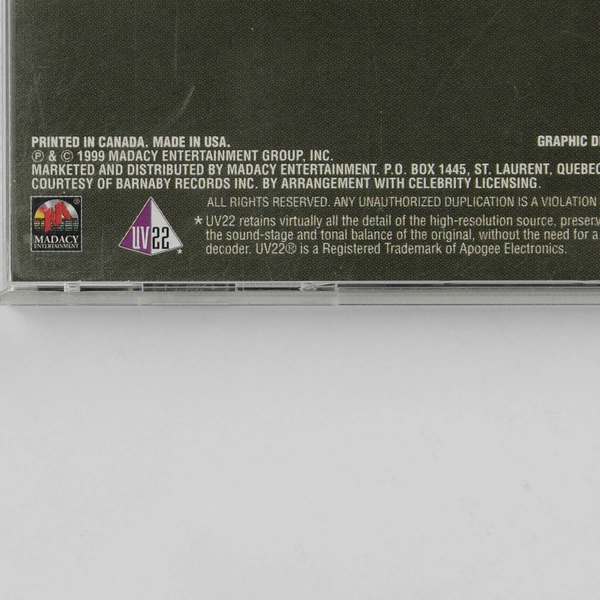 PRINTED IN CANADA. MADE IN USA.
GRAPHIC
℗ & © 1999 MADACY ENTERTAINMENT GROUP, INC.
MARKETED AND DISTRIBUTED BY MADACY ENTERTAINMENT. P.O. BOX 1445, ST. LAURENT, QUEBEC
COURTESY OF BARNABY RECORDS INC. BY ARRANGEMENT WITH CELEBRITY LICENSING.
ALL RIGHTS RESERVED. ANY UNAUTHORIZED DUPLICATION IS A VIOLATION
MADACY
ENTERTAINMENT
®
UV22
*
* UV22 retains virtually all the detail of the high-resolution source,
the sound-stage and tonal balance of the original, without the need for a
decoder. UV22® is a Registered Trademark of Apogee Electronics.